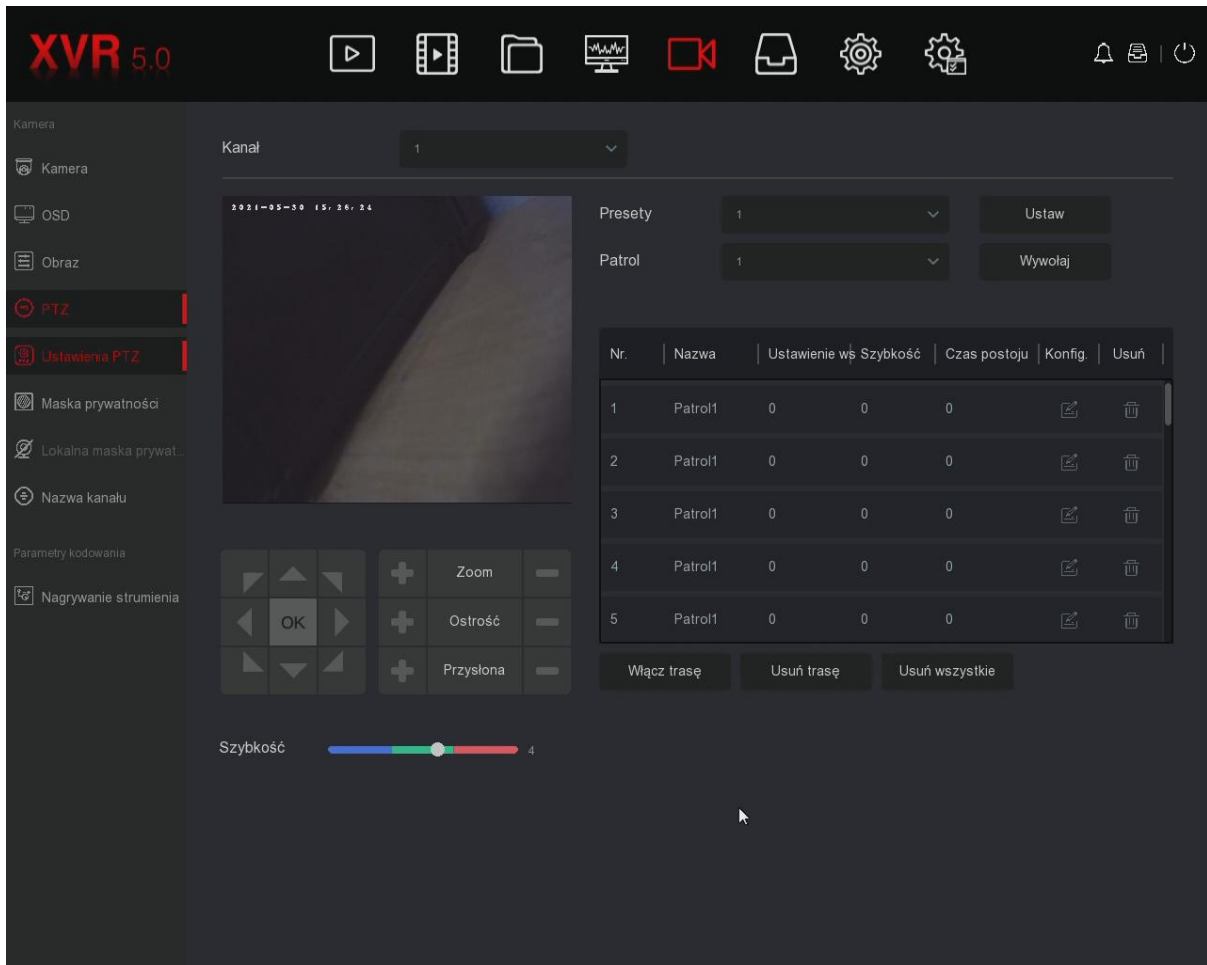 XVR 5.0
Kamera
Kamera
OSD
Obraz
PTZ
Ustawienia PTZ
Maska prywatności
Lokalna maska prywat...
Nazwa kanału
Parametry kodowania
Nagrywanie strumienia
Kanał 1
2021-05-30 15:26:24
Presety 1 Ustaw
Patrol 1 Wywołaj
Nr. Nazwa Ustawienie ws Szybkość Czas postoju Konfig. Usuń
1 Patrol1 0 0 0
2 Patrol1 0 0 0
3 Patrol1 0 0 0
4 Patrol1 0 0 0
5 Patrol1 0 0 0
Włącz trasę Usuń trasę Usuń wszystkie
Zoom
OK Ostrość
Przysłona
Szybkość 4